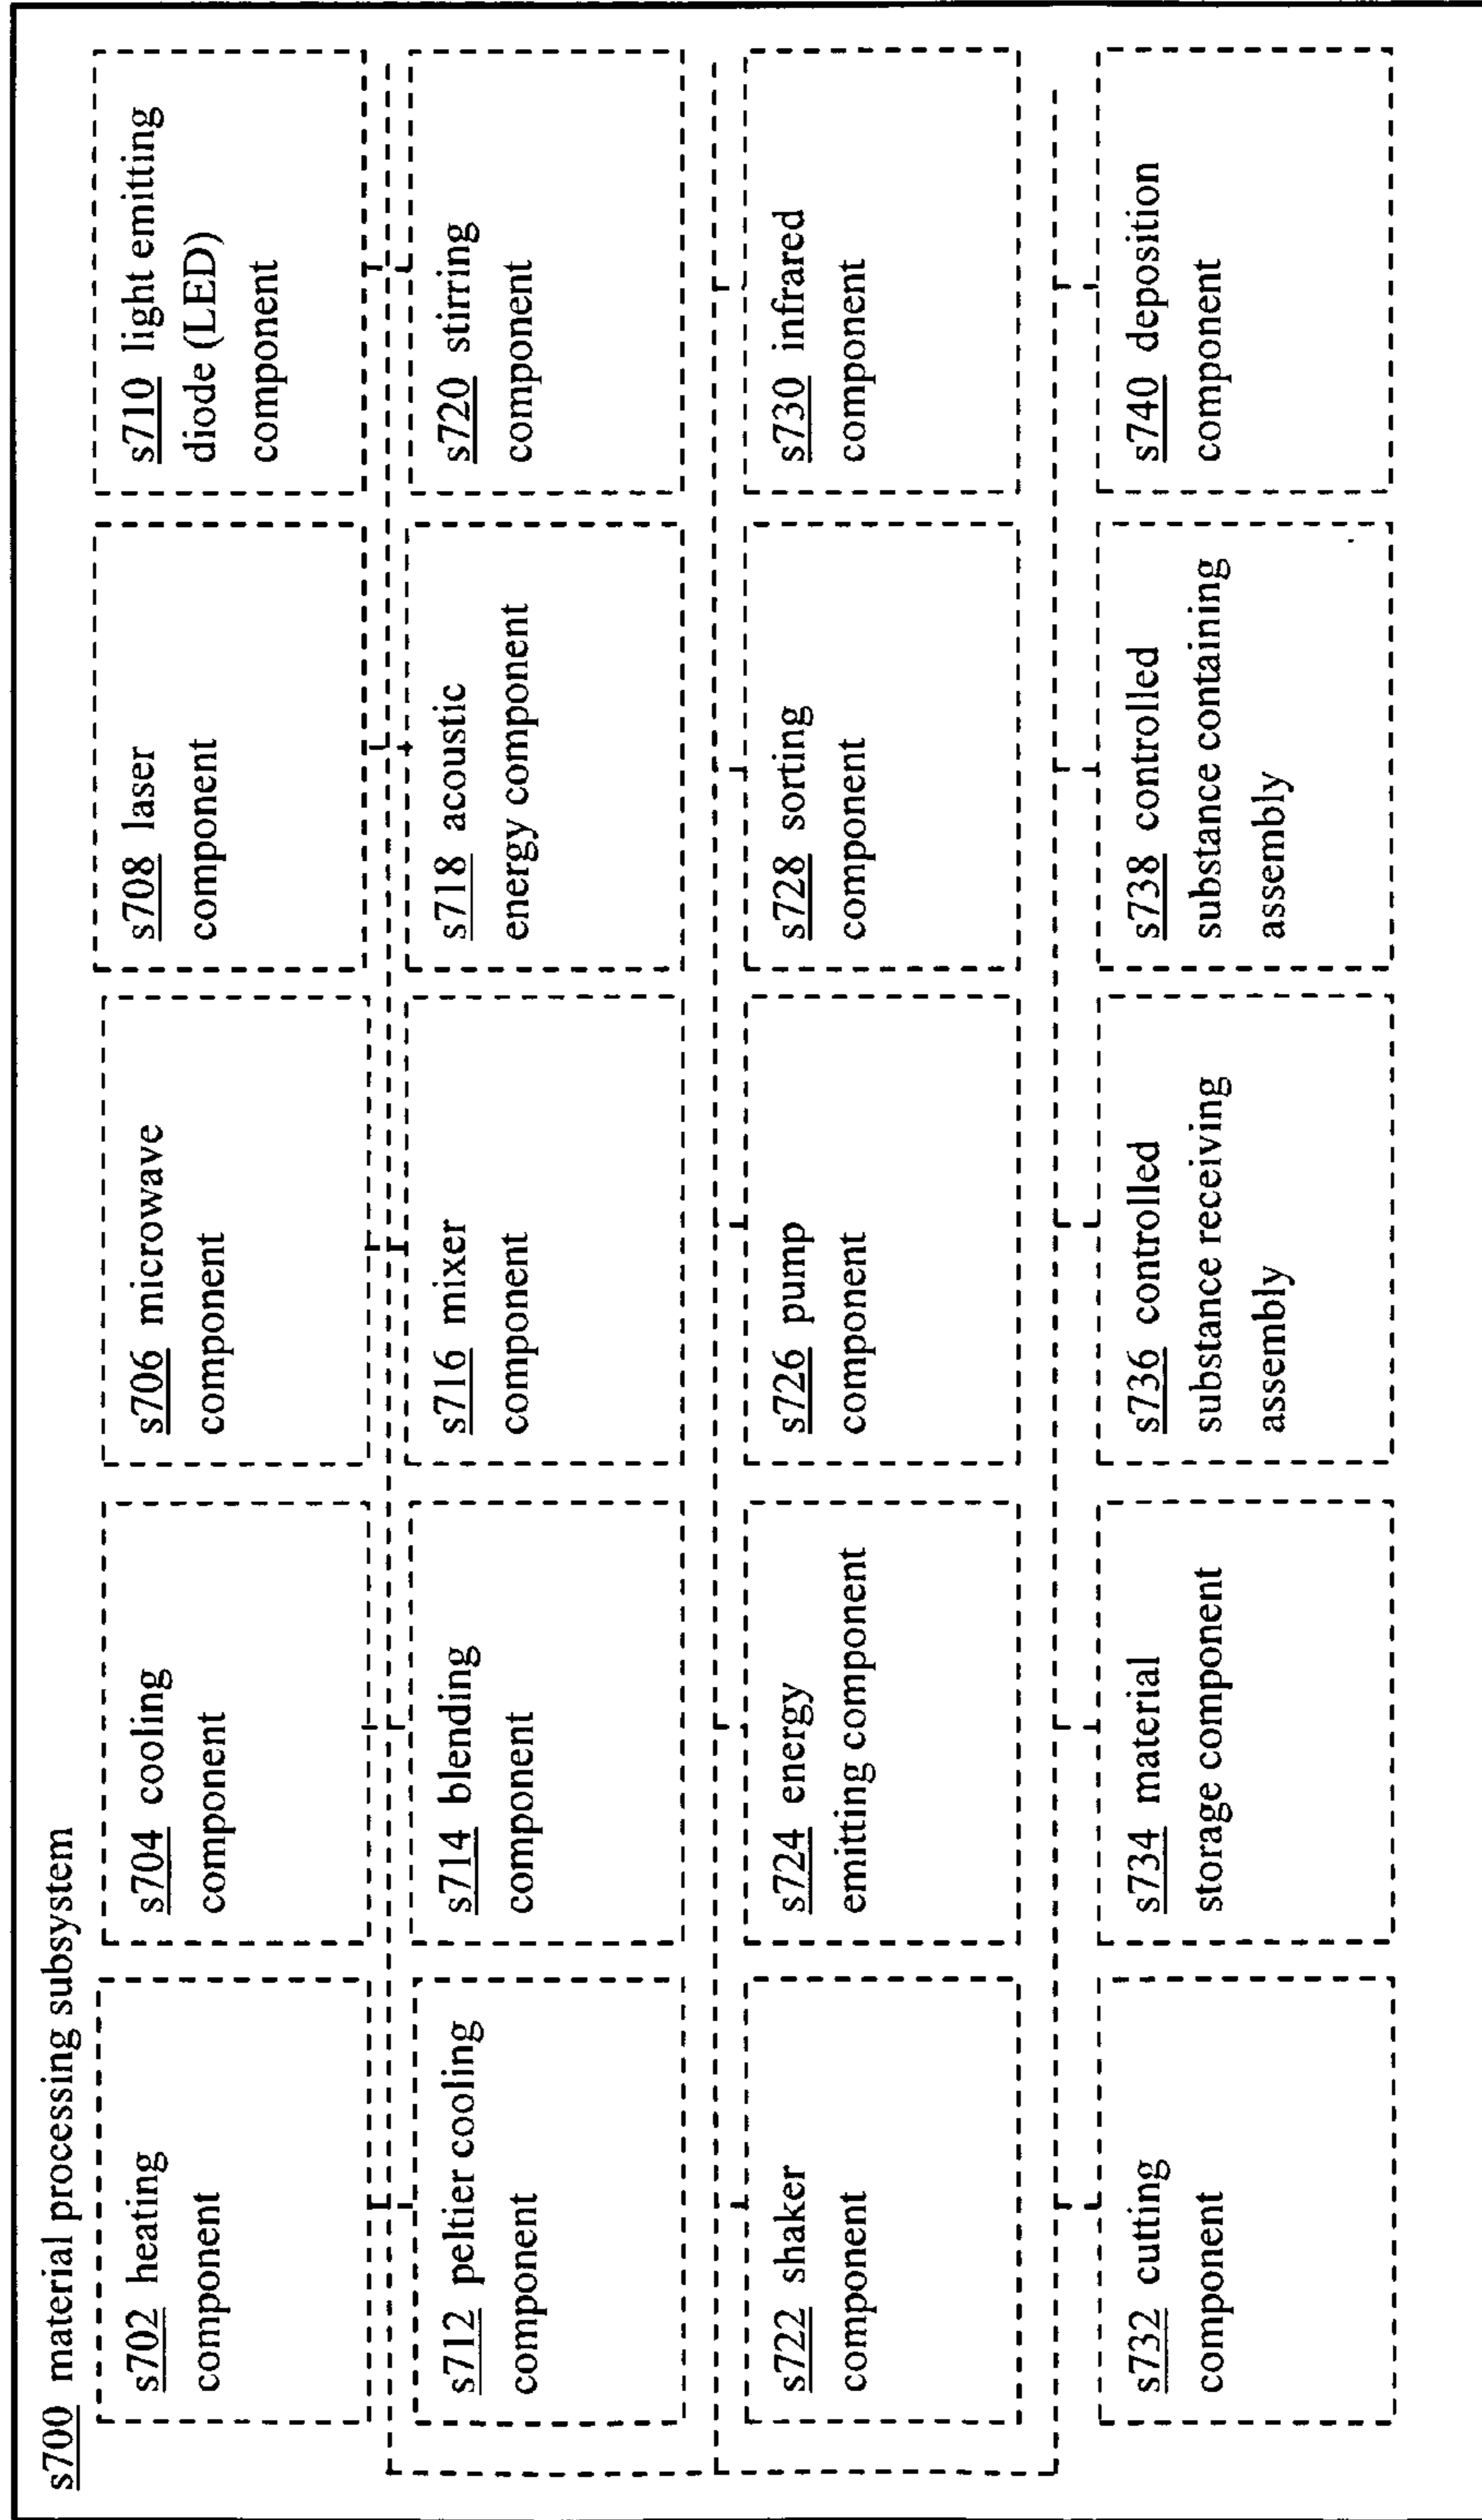 s700 material processing subsystem
s702 heating
component
s704 cooling
component
s706 microwave
component
s708 laser
component
s710 light emitting
diode (LED)
component
s712 peltier cooling
component
s714 blending
component
s716 mixer
component
s718 acoustic
energy component
s720 stirring
component
s722 shaker
component
s724 energy
emitting component
s726 pump
component
s728 sorting
component
s730 infrared
component
s732 cutting
component
s734 material
storage component
s736 controlled
substance receiving
assembly
s738 controlled
substance containing
assembly
s740 deposition
component